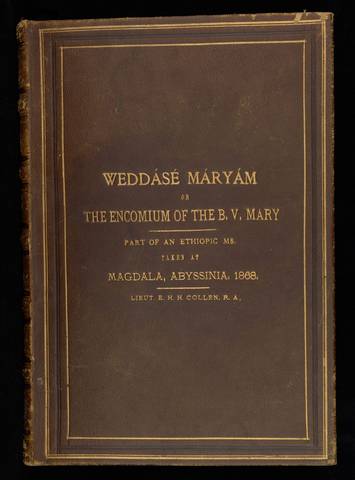 WEDDÁSÉ MÁRYÁM
OR
THE ENCOMIUM OF THE B. V. MARY
PART OF AN ETHIOPIC MS.
TAKEN AT
MAGDALA, ABYSSINIA, 1868.
LIEUT. E. H. H. COLLEN, R. A.